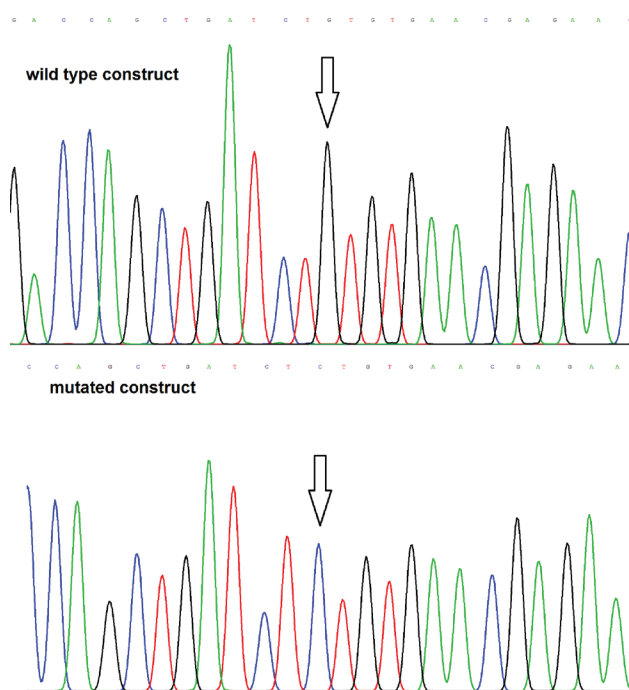 G A C C A G C T G A T C T G T G T G A A C G A G A A
wild type construct
C C A G C T G A T C T C T G T G A A C G A G A A
mutated construct